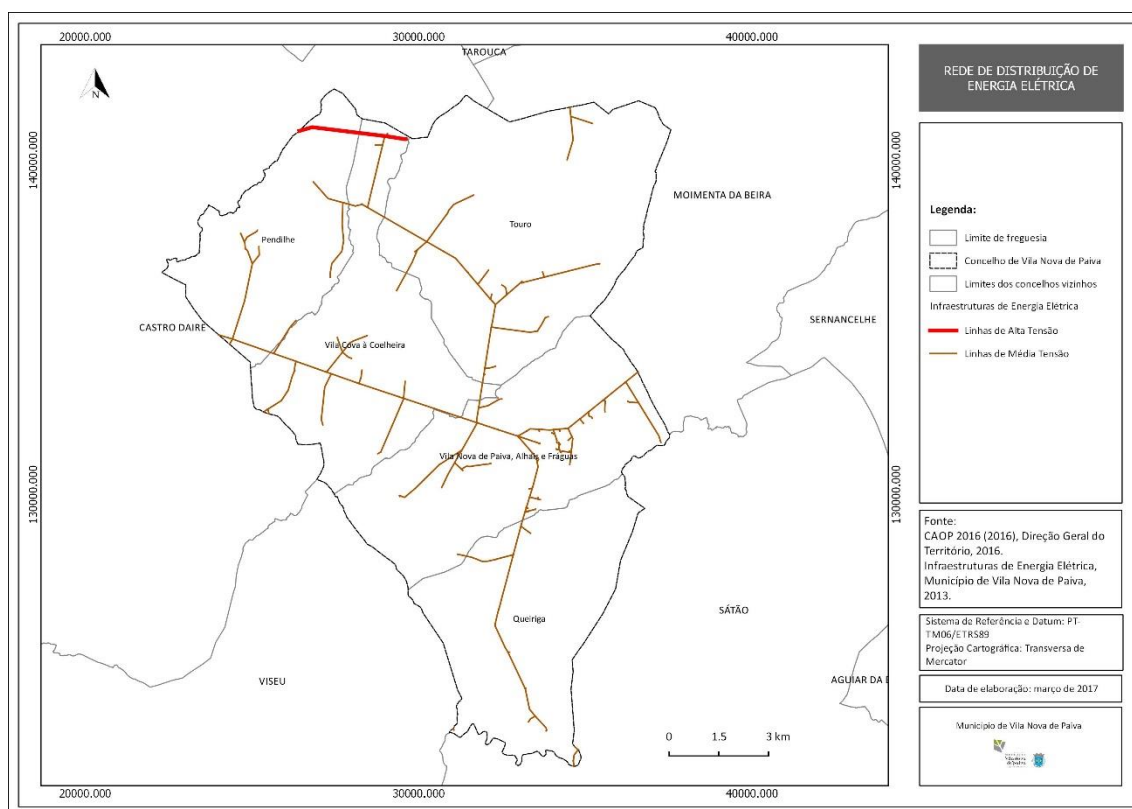 20000.000
30000.000
40000.000
TAROUCA
N
140000.000
140000.000
MOIMENTA DA BEIRA
Touro
Pendilhe
CASTRO DAIRE
SERNANCELHE
Vila Cova à Coelheira
Vila Nova de Paiva, Alhais e Fráguas
130000.000
130000.000
Queiriga
SÁTÃO
VISEU
AGUIAR DA B
0 1.5 3 km
20000.000
30000.000
40000.000
REDE DE DISTRIBUIÇÃO DE
ENERGIA ELÉTRICA
Legenda:
Limite de freguesia
Concelho de Vila Nova de Paiva
Limites dos concelhos vizinhos
Infraestruturas de Energia Elétrica
Linhas de Alta Tensão
Linhas de Média Tensão
Fonte:
CAOP 2016 (2016), Direção Geral do
Território, 2016.
Infraestruturas de Energia Elétrica,
Município de Vila Nova de Paiva,
2013.
Sistema de Referência e Datum: PT-
TM06/ETRS89
Projeção Cartográfica: Transversa de
Mercator
Data de elaboração: março de 2017
Município de Vila Nova de Paiva